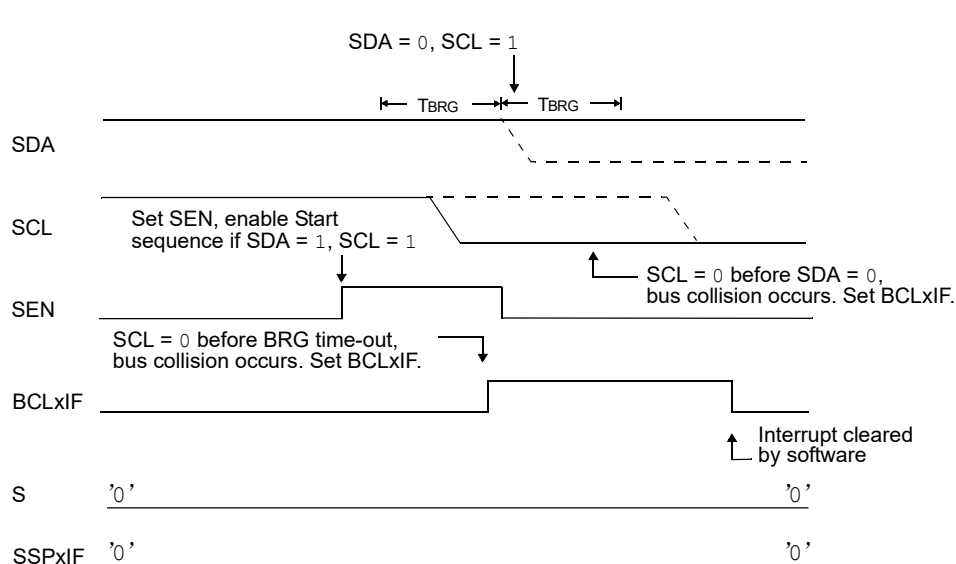 SDA = 0, SCL = 1
TBRG TBRG
SDA
SCL
Set SEN, enable Start
sequence if SDA = 1, SCL = 1
SCL = 0 before SDA = 0,
bus collision occurs. Set BCLxIF.
SEN
SCL = 0 before BRG time-out,
bus collision occurs. Set BCLxIF.
BCLxIF
Interrupt cleared
by software
S '0' '0'
SSPxIF '0' '0'